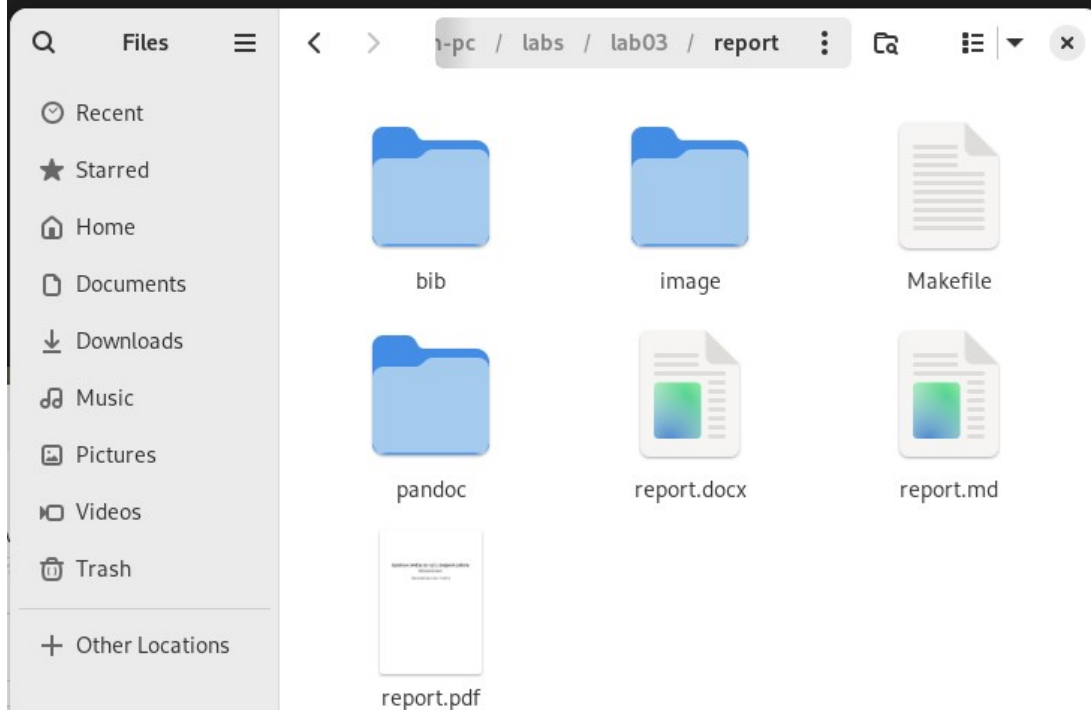 Files
-pc / labs / lab03 / report
Recent
Starred
Home
Documents
Downloads
Music
Pictures
Videos
Trash
Other Locations
bib
image
Makefile
pandoc
report.docx
report.md
report.pdf